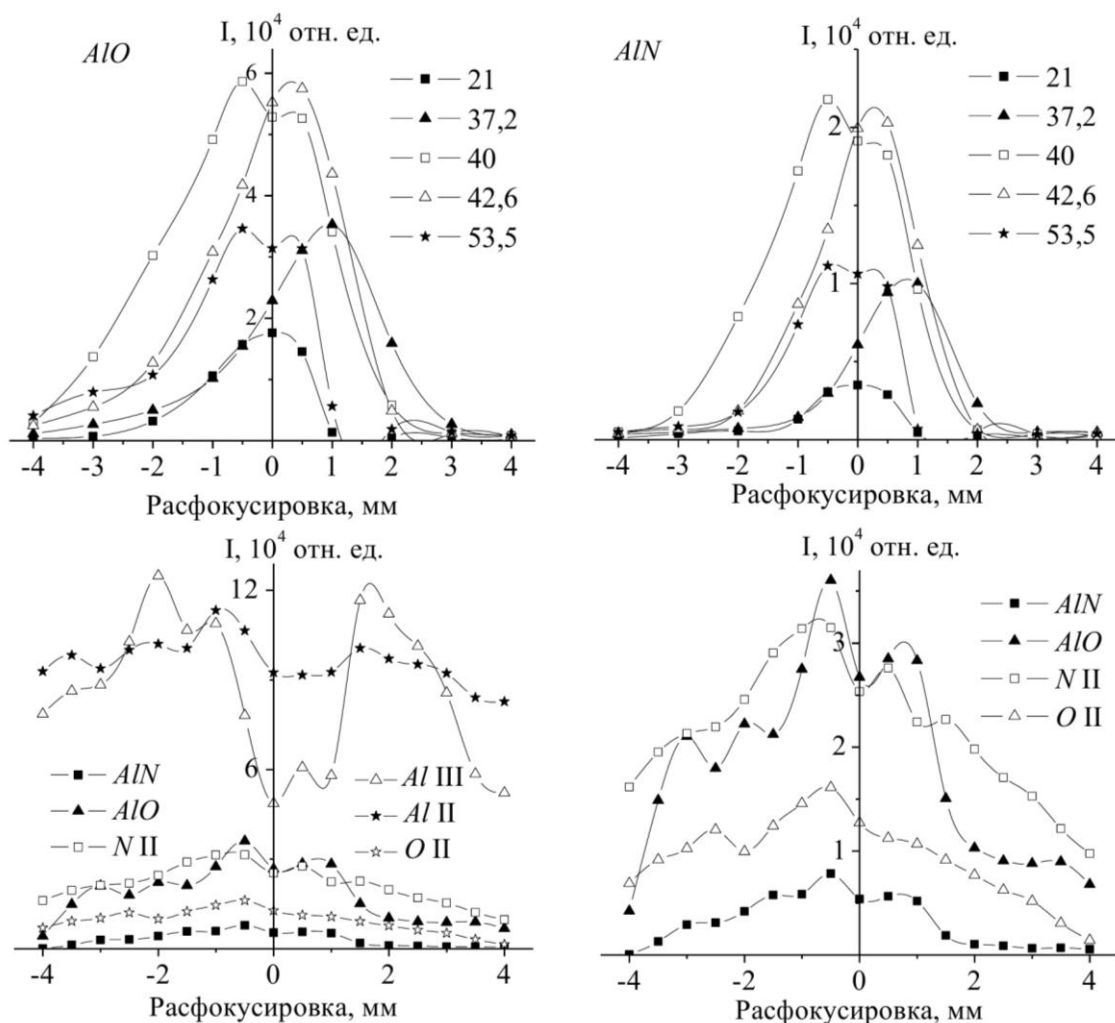 I, 10⁴ отн. ед.
AlO
21
37,2
40
42,6
53,5
6
4
2
-4 -3 -2 -1 0 1 2 3 4
Расфокусировка, мм
I, 10⁴ отн. ед.
AlN
21
37,2
40
42,6
53,5
2
1
-4 -3 -2 -1 0 1 2 3 4
Расфокусировка, мм
I, 10⁴ отн. ед.
12
6
AlN
AlO
N II
Al III
Al II
O II
-4 -2 0 2 4
Расфокусировка, мм
I, 10⁴ отн. ед.
AlN
AlO
N II
O II
3
2
1
-4 -2 0 2 4
Расфокусировка, мм